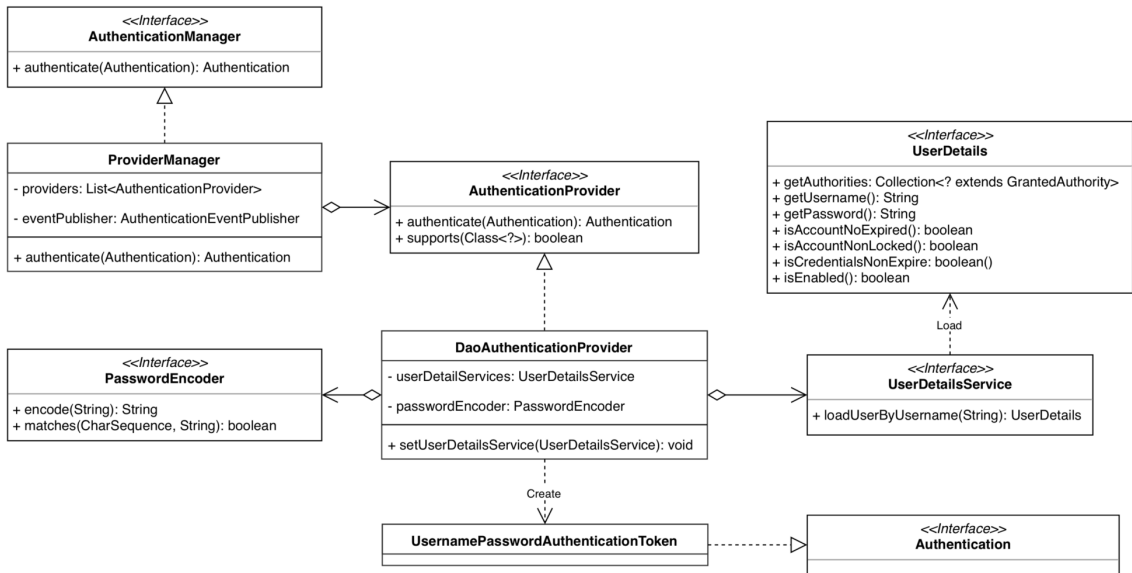 <<Interface>>
AuthenticationManager
+ authenticate(Authentication): Authentication
ProviderManager
- providers: List<AuthenticationProvider>
- eventPublisher: AuthenticationEventPublisher
+ authenticate(Authentication): Authentication
<<Interface>>
AuthenticationProvider
+ authenticate(Authentication): Authentication
+ supports(Class<?>): boolean
<<Interface>>
UserDetails
+ getAuthorities: Collection<? extends GrantedAuthority>
+ getUsername(): String
+ getPassword(): String
+ isAccountNoExpired(): boolean
+ isAccountNonLocked(): boolean
+ isCredentialsNonExpire: boolean()
+ isEnabled(): boolean
Load
<<Interface>>
PasswordEncoder
+ encode(String): String
+ matches(CharSequence, String): boolean
DaoAuthenticationProvider
- userDetailServices: UserDetailsService
- passwordEncoder: PasswordEncoder
+ setUserDetailsService(UserDetailsService): void
<<Interface>>
UserDetailsService
+ loadUserByUsername(String): UserDetails
Create
UsernamePasswordAuthenticationToken
<<Interface>>
Authentication